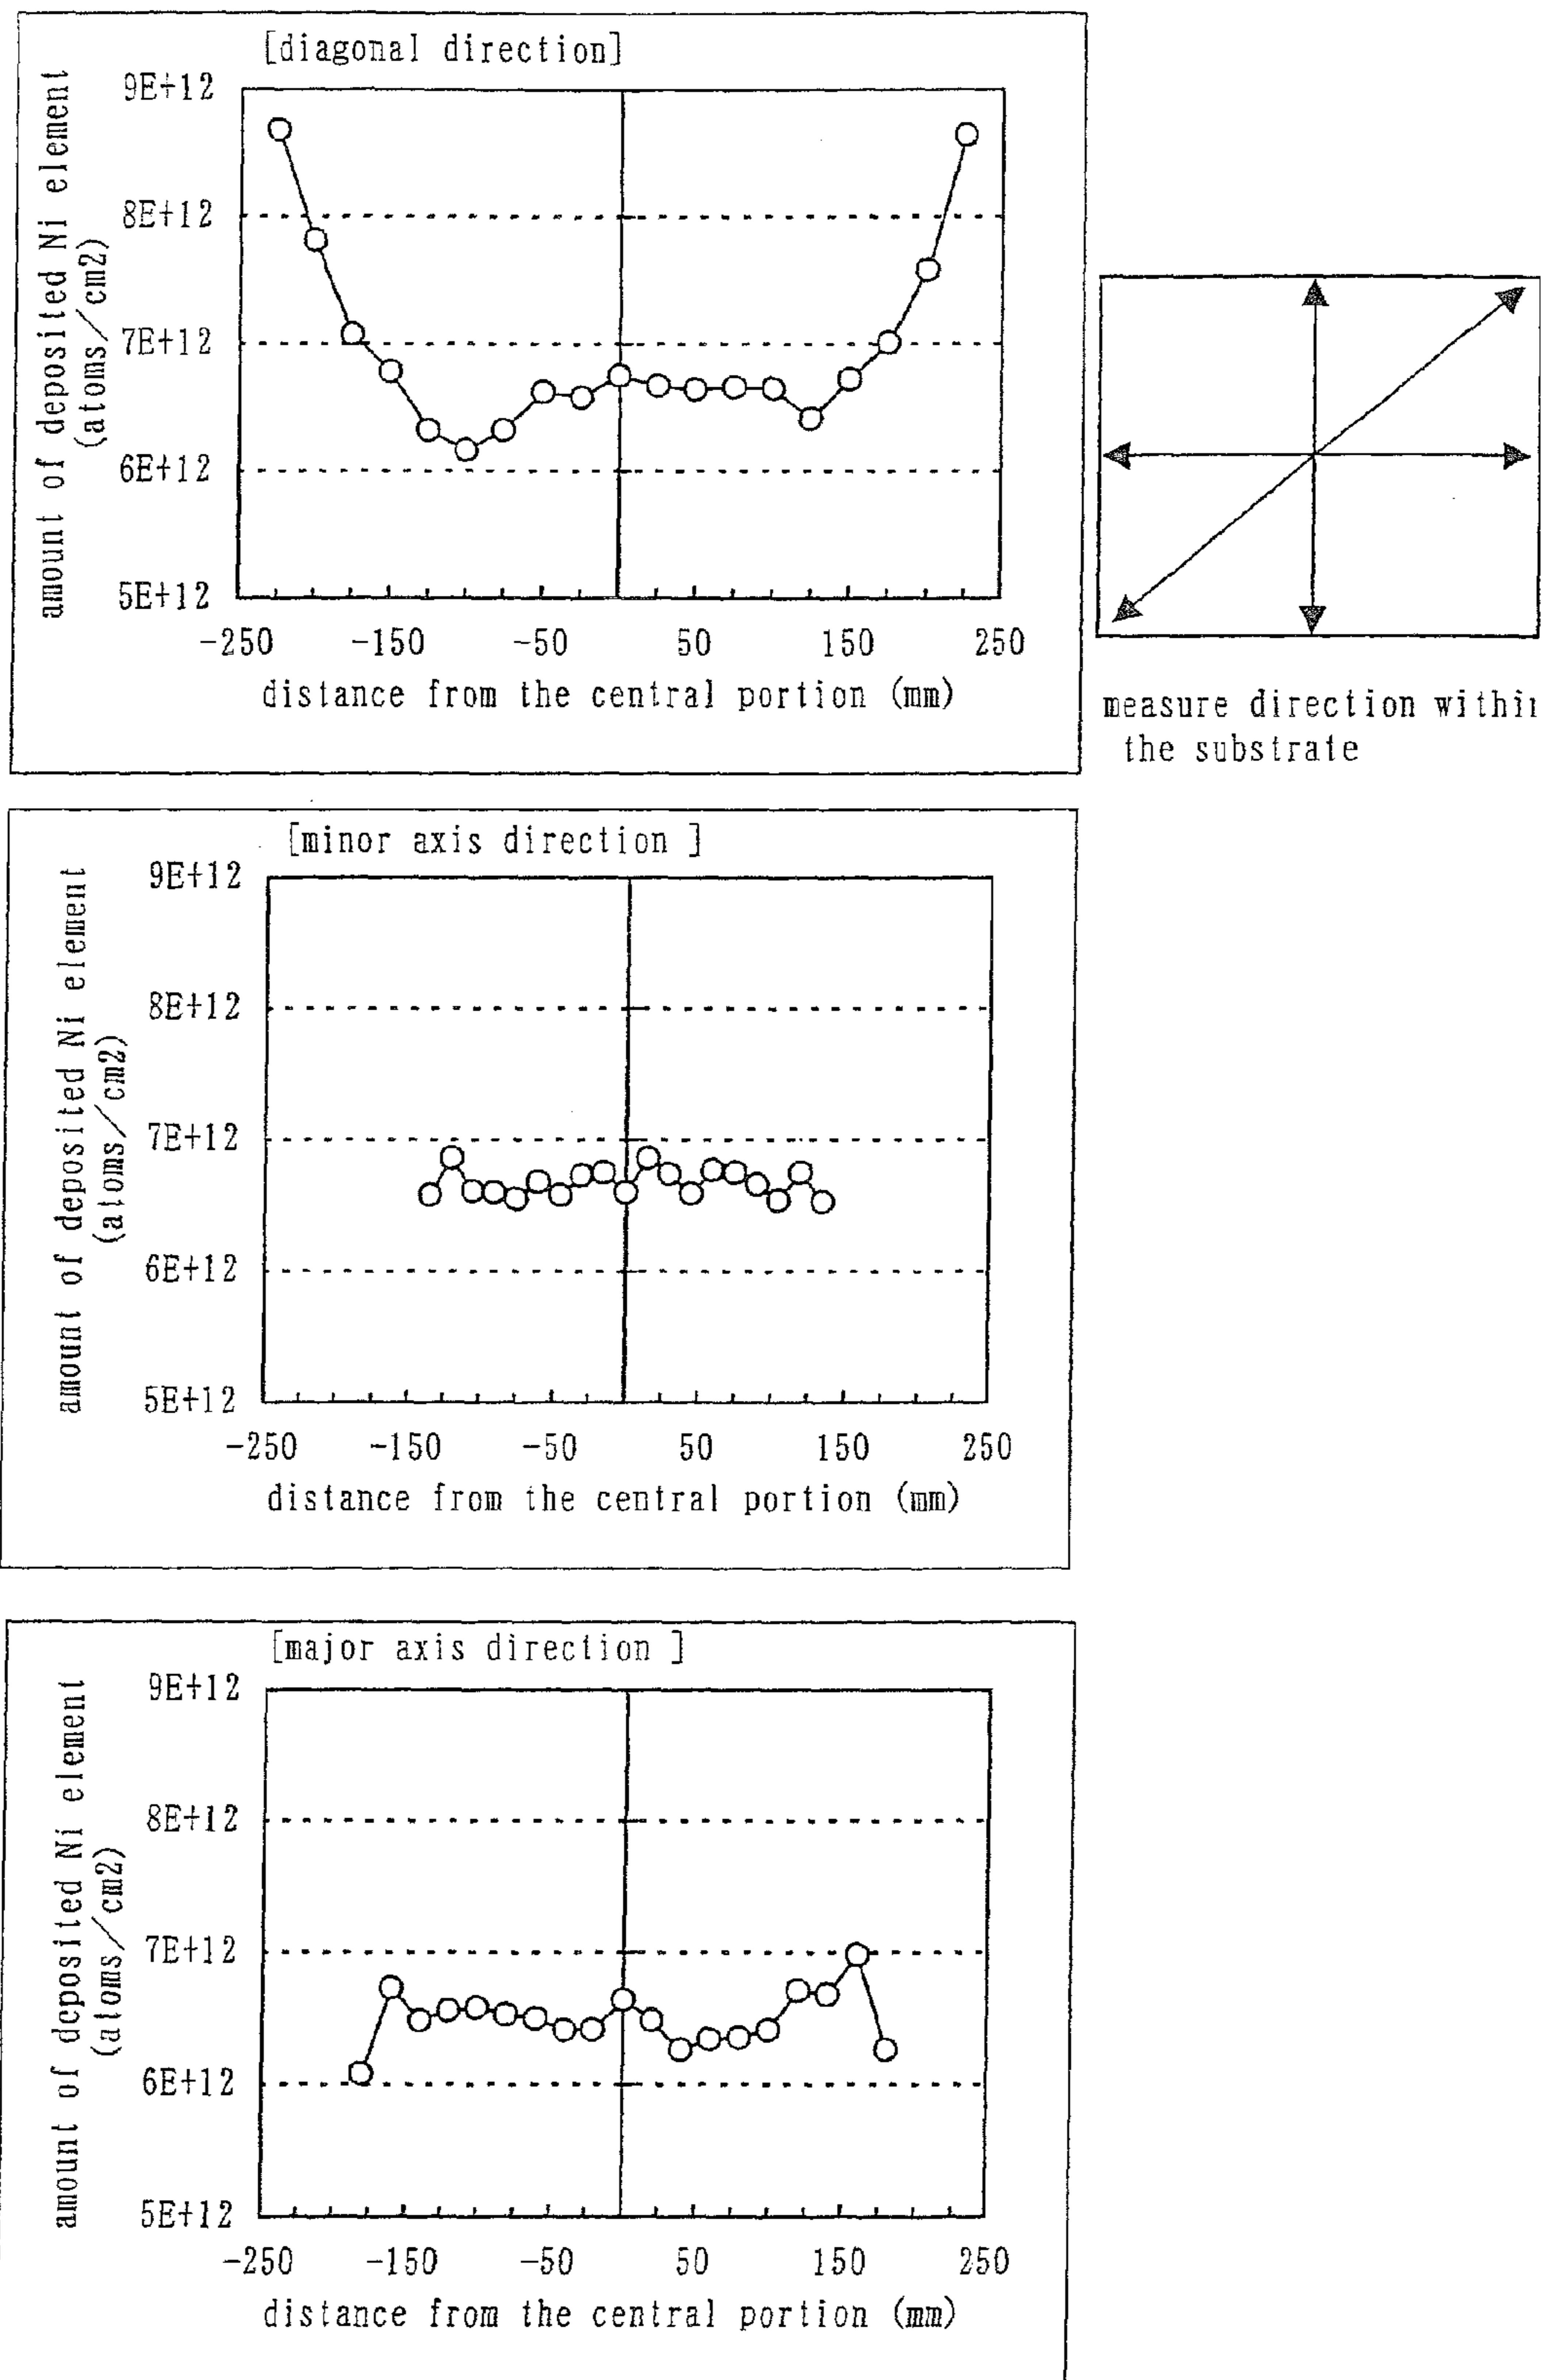 [diagonal direction]
amount of deposited Ni element
(atoms/cm2)
9E+12
8E+12
7E+12
6E+12
5E+12
-250 -150 -50 50 150 250
distance from the central portion (mm)
measure direction within
the substrate
[minor axis direction ]
amount of deposited Ni element
(atoms/cm2)
9E+12
8E+12
7E+12
6E+12
5E+12
-250 -150 -50 50 150 250
distance from the central portion (mm)
[major axis direction ]
amount of deposited Ni element
(atoms/cm2)
9E+12
8E+12
7E+12
6E+12
5E+12
-250 -150 -50 50 150 250
distance from the central portion (mm)